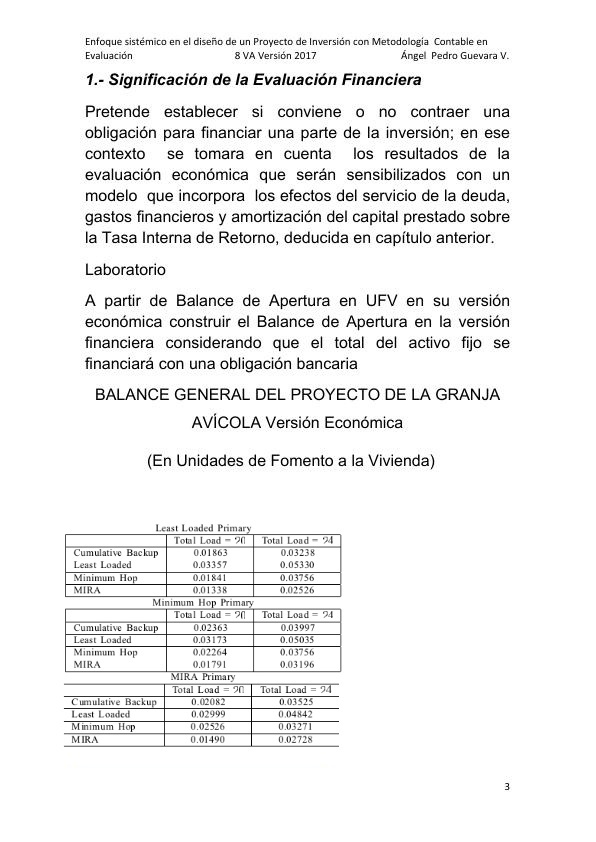 Enfoque sistémico en el diseño de un Proyecto de Inversión con Metodología Contable en
Evaluación 8 VA Versión 2017 Ángel Pedro Guevara V.
1.- Significación de la Evaluación Financiera
Pretende establecer si conviene o no contraer una
obligación para financiar una parte de la inversión; en ese
contexto se tomara en cuenta los resultados de la
evaluación económica que serán sensibilizados con un
modelo que incorpora los efectos del servicio de la deuda,
gastos financieros y amortización del capital prestado sobre
la Tasa Interna de Retorno, deducida en capítulo anterior.
Laboratorio
A partir de Balance de Apertura en UFV en su versión
económica construir el Balance de Apertura en la versión
financiera considerando que el total del activo fijo se
financiará con una obligación bancaria
BALANCE GENERAL DEL PROYECTO DE LA GRANJA
AVÍCOLA Versión Económica
(En Unidades de Fomento a la Vivienda)
Least Loaded Primary
Total Load = 20 Total Load = 24
Cumulative Backup 0.01863 0.03238
Least Loaded 0.03357 0.05330
Minimum Hop 0.01841 0.03756
MIRA 0.01338 0.02526
Minimum Hop Primary
Total Load = 20 Total Load = 24
Cumulative Backup 0.02363 0.03997
Least Loaded 0.03173 0.05035
Minimum Hop 0.02264 0.03756
MIRA 0.01791 0.03196
MIRA Primary
Total Load = 20 Total Load = 24
Cumulative Backup 0.02082 0.03525
Least Loaded 0.02999 0.04842
Minimum Hop 0.02526 0.03271
MIRA 0.01490 0.02728
3